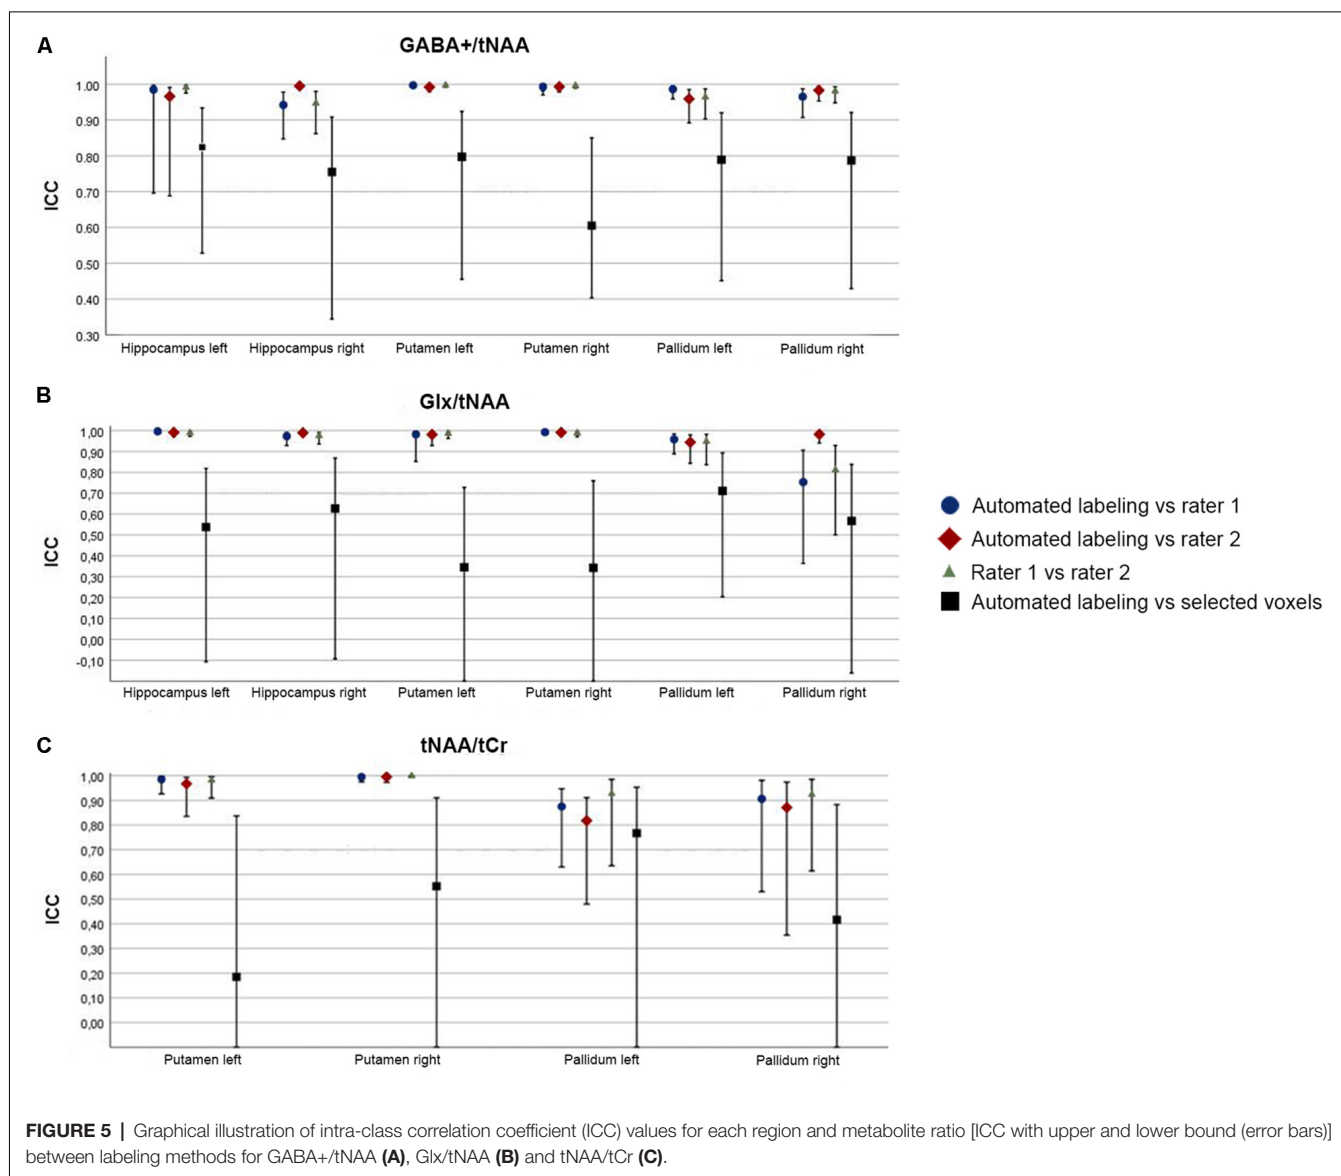 A
GABA+/tNAA
1.00
0.90
0.80
0.70
0.60
0.50
0.40
0.30
ICC
Hippocampus left
Hippocampus right
Putamen left
Putamen right
Pallidum left
Pallidum right
B
Glx/tNAA
1,00
0,90
0,80
0,70
0,60
0,50
0,40
0,30
0,20
0,10
0,00
-0,10
ICC
Hippocampus left
Hippocampus right
Putamen left
Putamen right
Pallidum left
Pallidum right
Automated labeling vs rater 1
Automated labeling vs rater 2
Rater 1 vs rater 2
Automated labeling vs selected voxels
C
tNAA/tCr
1,00
0,90
0,80
0,70
0,60
0,50
0,40
0,30
0,20
0,10
0,00
ICC
Putamen left
Putamen right
Pallidum left
Pallidum right
FIGURE 5 | Graphical illustration of intra-class correlation coefficient (ICC) values for each region and metabolite ratio [ICC with upper and lower bound (error bars)]
between labeling methods for GABA+/tNAA (A), Glx/tNAA (B) and tNAA/tCr (C).